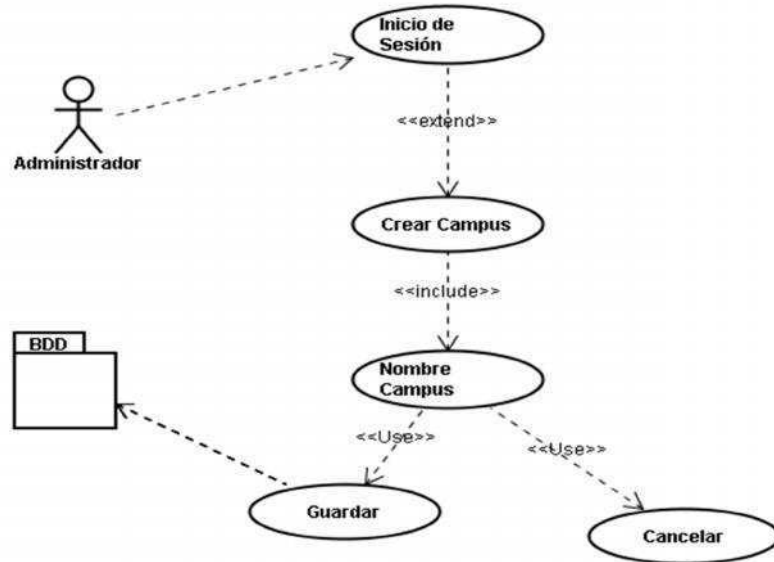 Inicio de
Sesión
Administrador
<<extend>>
Crear Campus
<<include>>
BDD
Nombre
Campus
<<Use>>
<<Use>>
Guardar
Cancelar